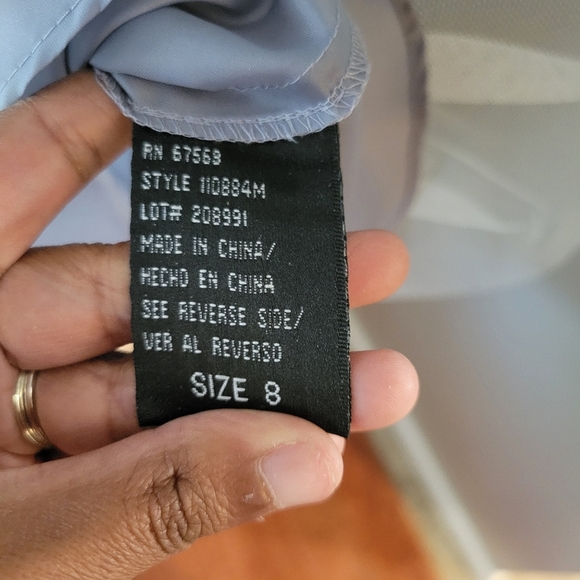 RN 67568
STYLE 110884M
LOT# 208991
MADE IN CHINA/
HECHO EN CHINA
SEE REVERSE SIDE/
VER AL REVERSO
SIZE 8